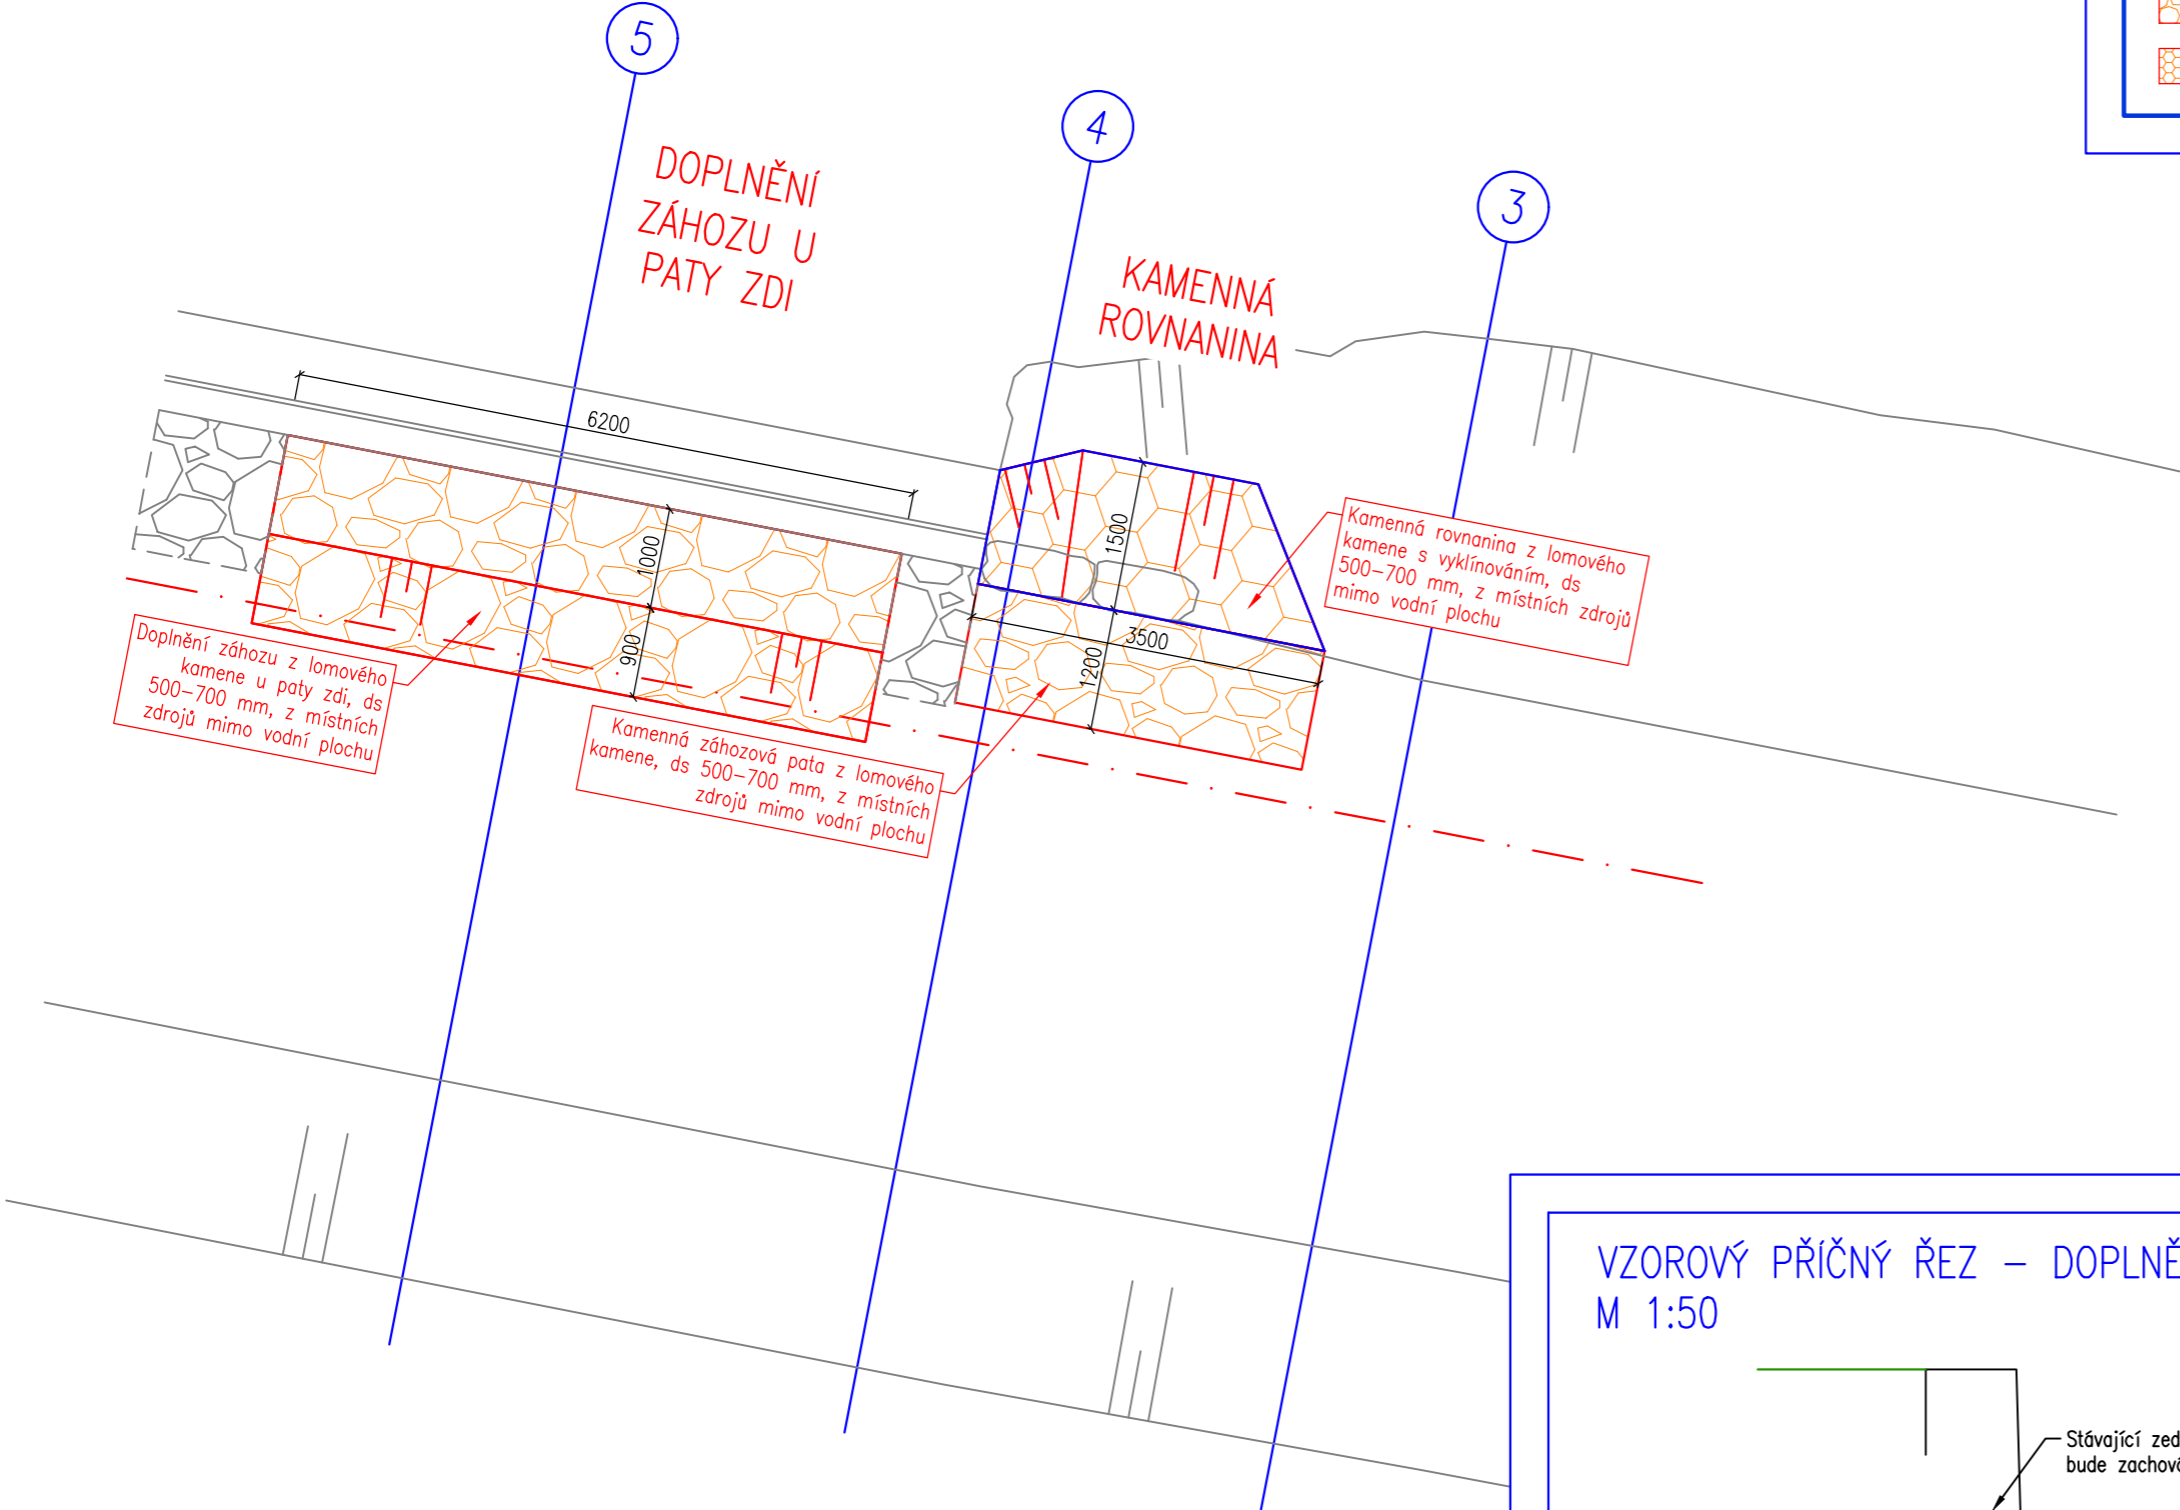 5
4
3
DOPLNĚNÍ
ZÁHOZU U
PATY ZDI
KAMENNÁ
ROVNANINA
6200
1000
900
1500
3500
1200
Kamenná rovnanina z lomového
kamene s vyklínováním, ds
500-700 mm, z místních zdrojů
mimo vodní plochu
Doplnění záhozu z lomového
kamene u paty zdi, ds
500-700 mm, z místních
zdrojů mimo vodní plochu
Kamenná záhozová pata z lomového
kamene, ds 500-700 mm, z místních
zdrojů mimo vodní plochu
VZOROVÝ PŘÍČNÝ ŘEZ – DOPLNĚ
M 1:50
Stávající zed
bude zachov